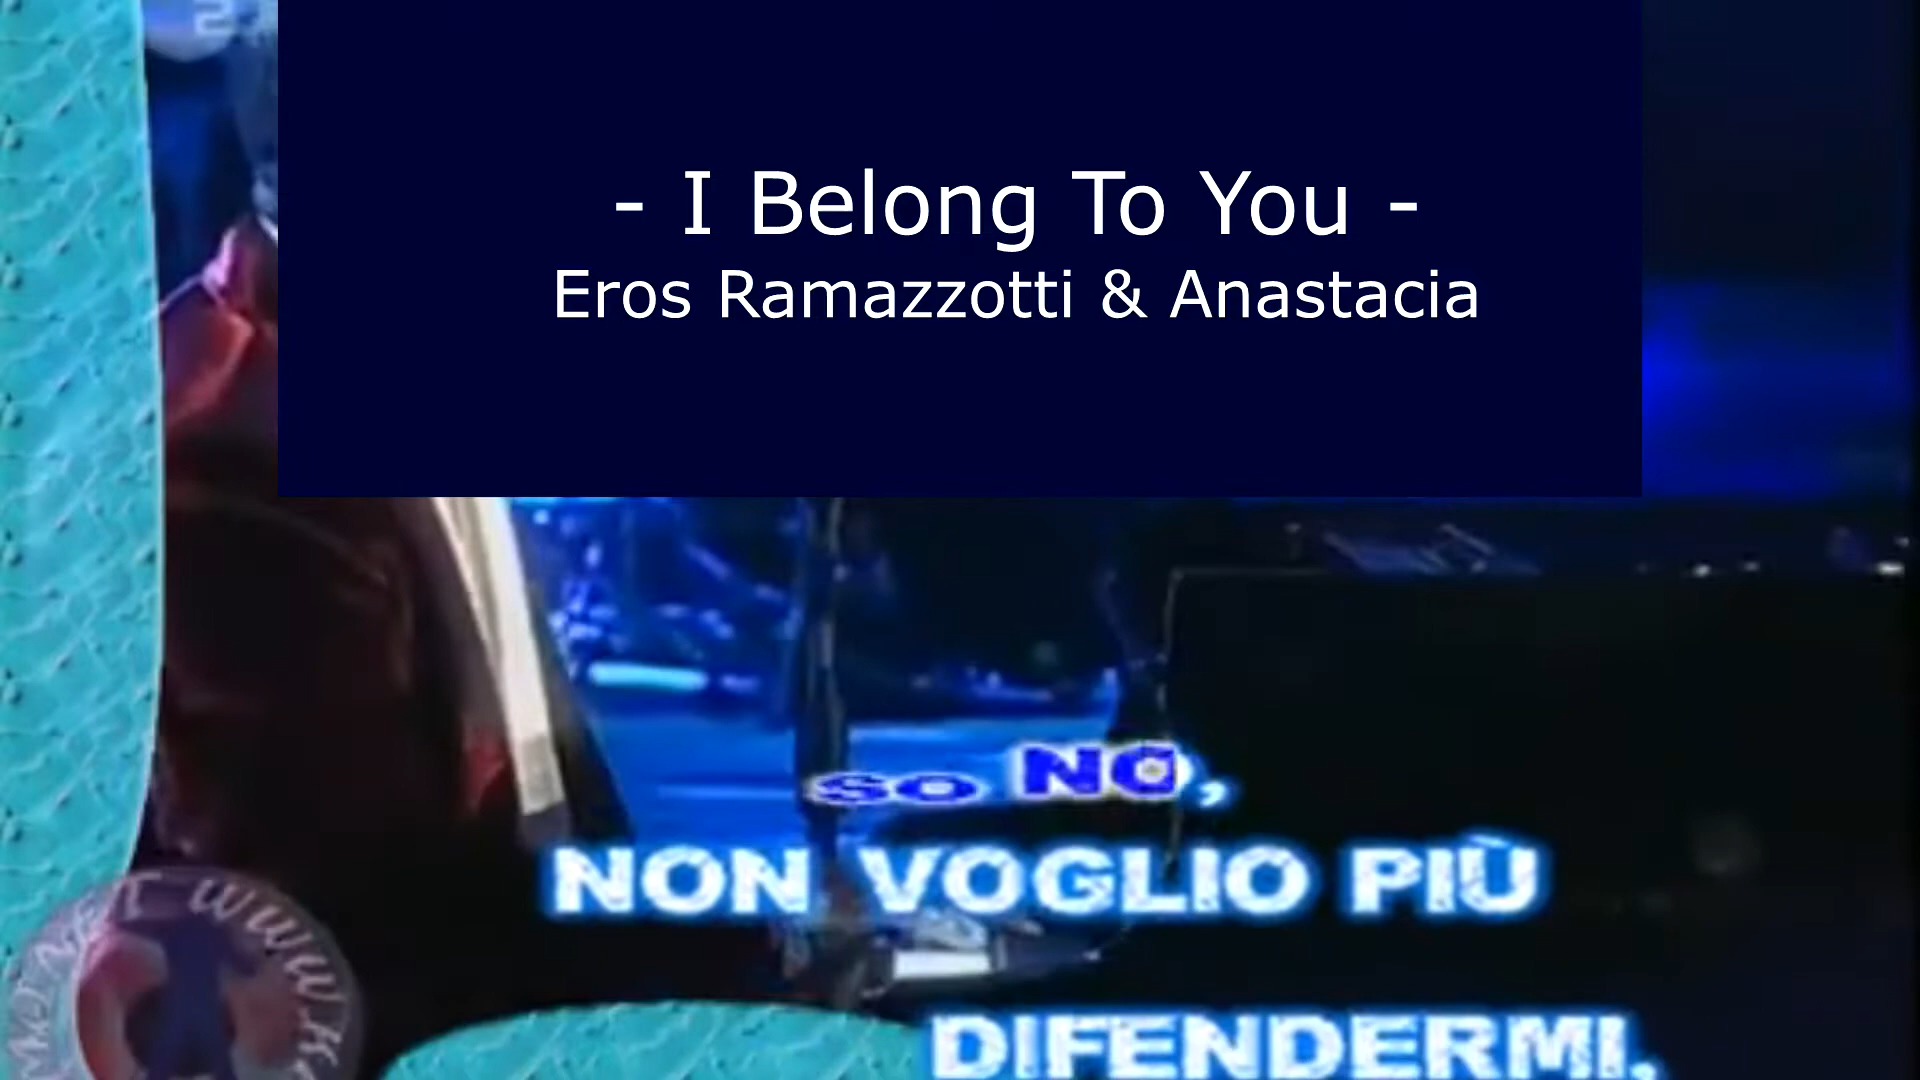 - I Belong To You -
Eros Ramazzotti & Anastacia
so NO,
NON VOGLIO PIÙ
DIFENDERMI,